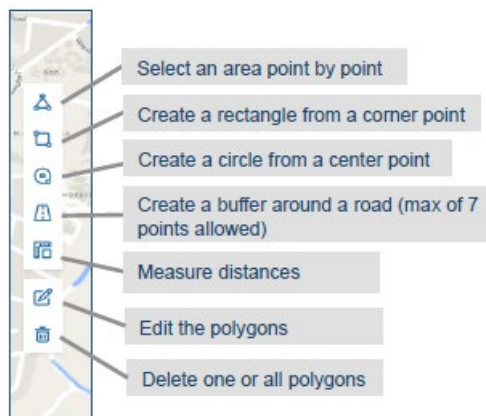 Select an area point by point
Create a rectangle from a corner point
Create a circle from a center point
Create a buffer around a road (max of 7
points allowed)
Measure distances
Edit the polygons
Delete one or all polygons